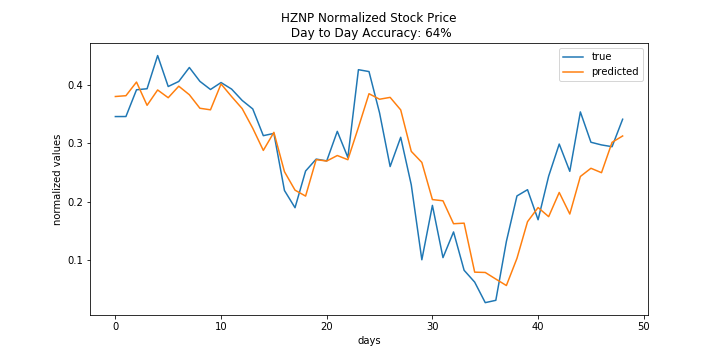 HZNP Normalized Stock Price
Day to Day Accuracy: 64%
true
predicted
normalized values
0.4
0.3
0.2
0.1
0 10 20 30 40 50
days